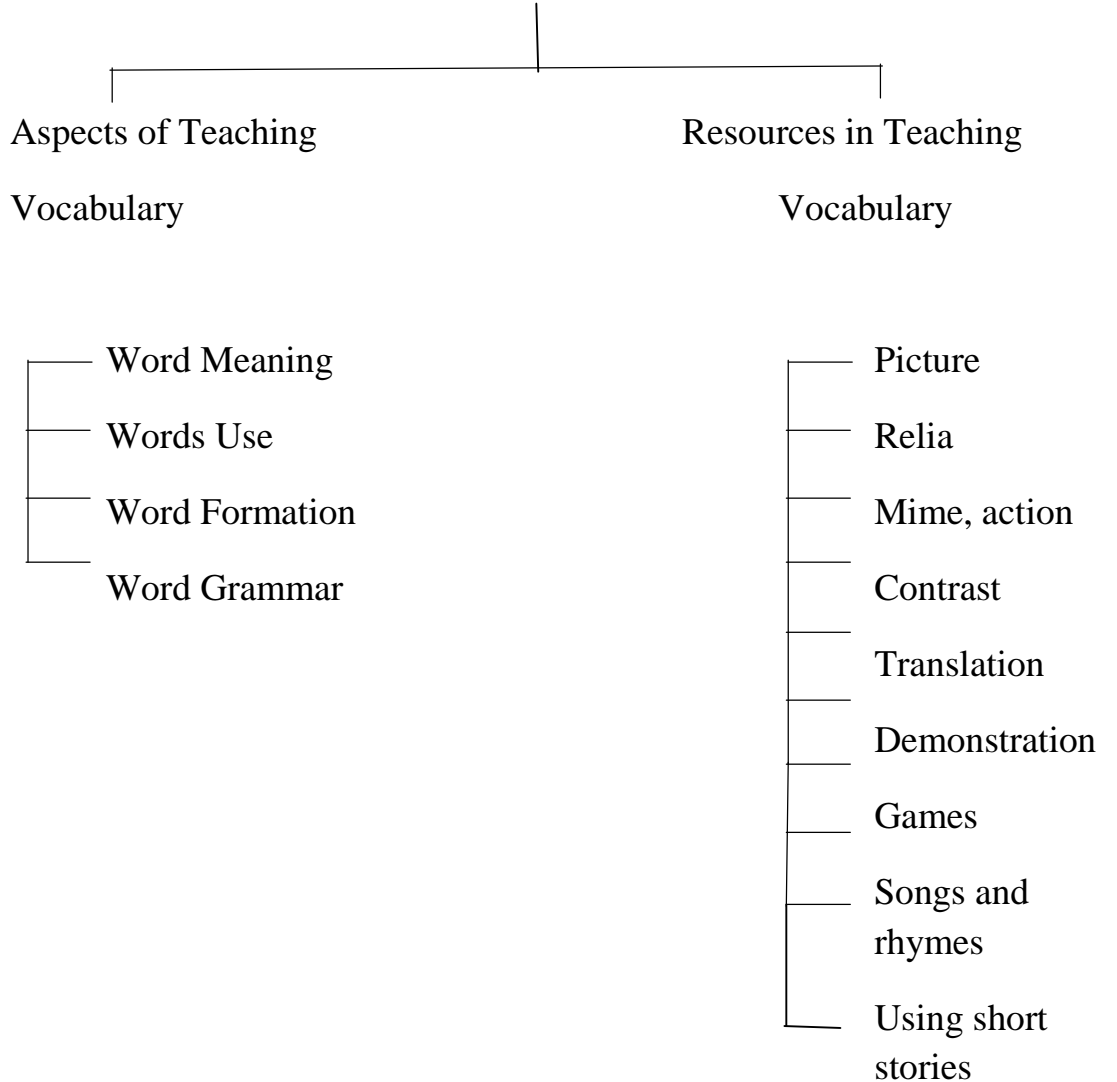 Aspects of Teaching
Vocabulary
Word Meaning
Words Use
Word Formation
Word Grammar
Resources in Teaching
Vocabulary
Picture
Relia
Mime, action
Contrast
Translation
Demonstration
Games
Songs and
rhymes
Using short
stories